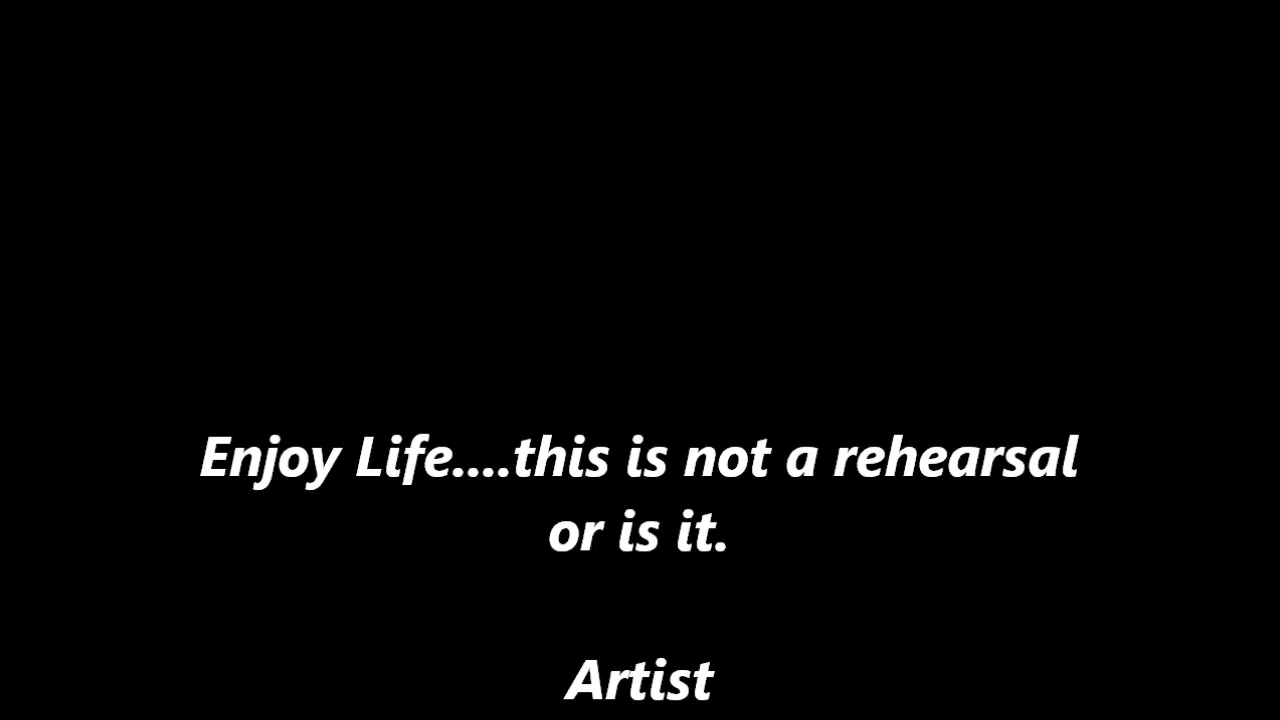 Enjoy Life....this is not a rehearsal
or is it.
Artist